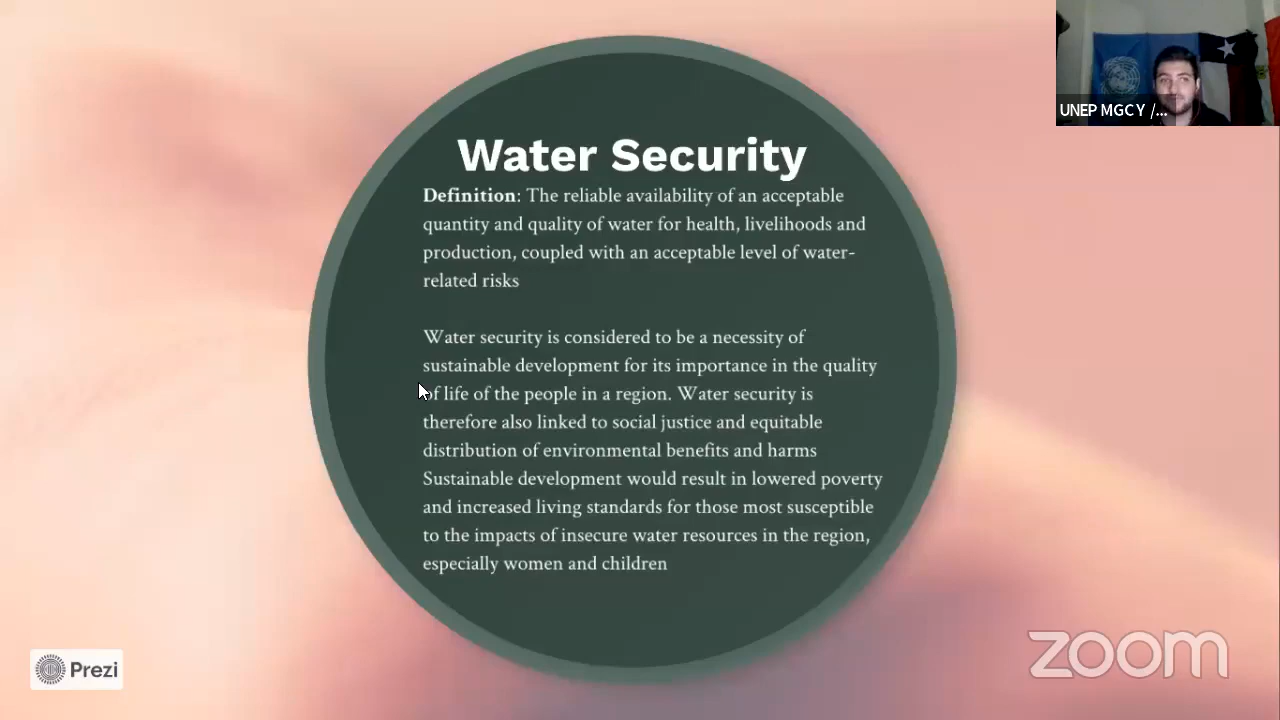 Water Security
Definition: The reliable availability of an acceptable
quantity and quality of water for health, livelihoods and
production, coupled with an acceptable level of water-
related risks
Water security is considered to be a necessity of
sustainable development for its importance in the quality
of life of the people in a region. Water security is
therefore also linked to social justice and equitable
distribution of environmental benefits and harms
Sustainable development would result in lowered poverty
and increased living standards for those most susceptible
to the impacts of insecure water resources in the region,
especially women and children
UNEP MGCY /...
Prezi
zoom